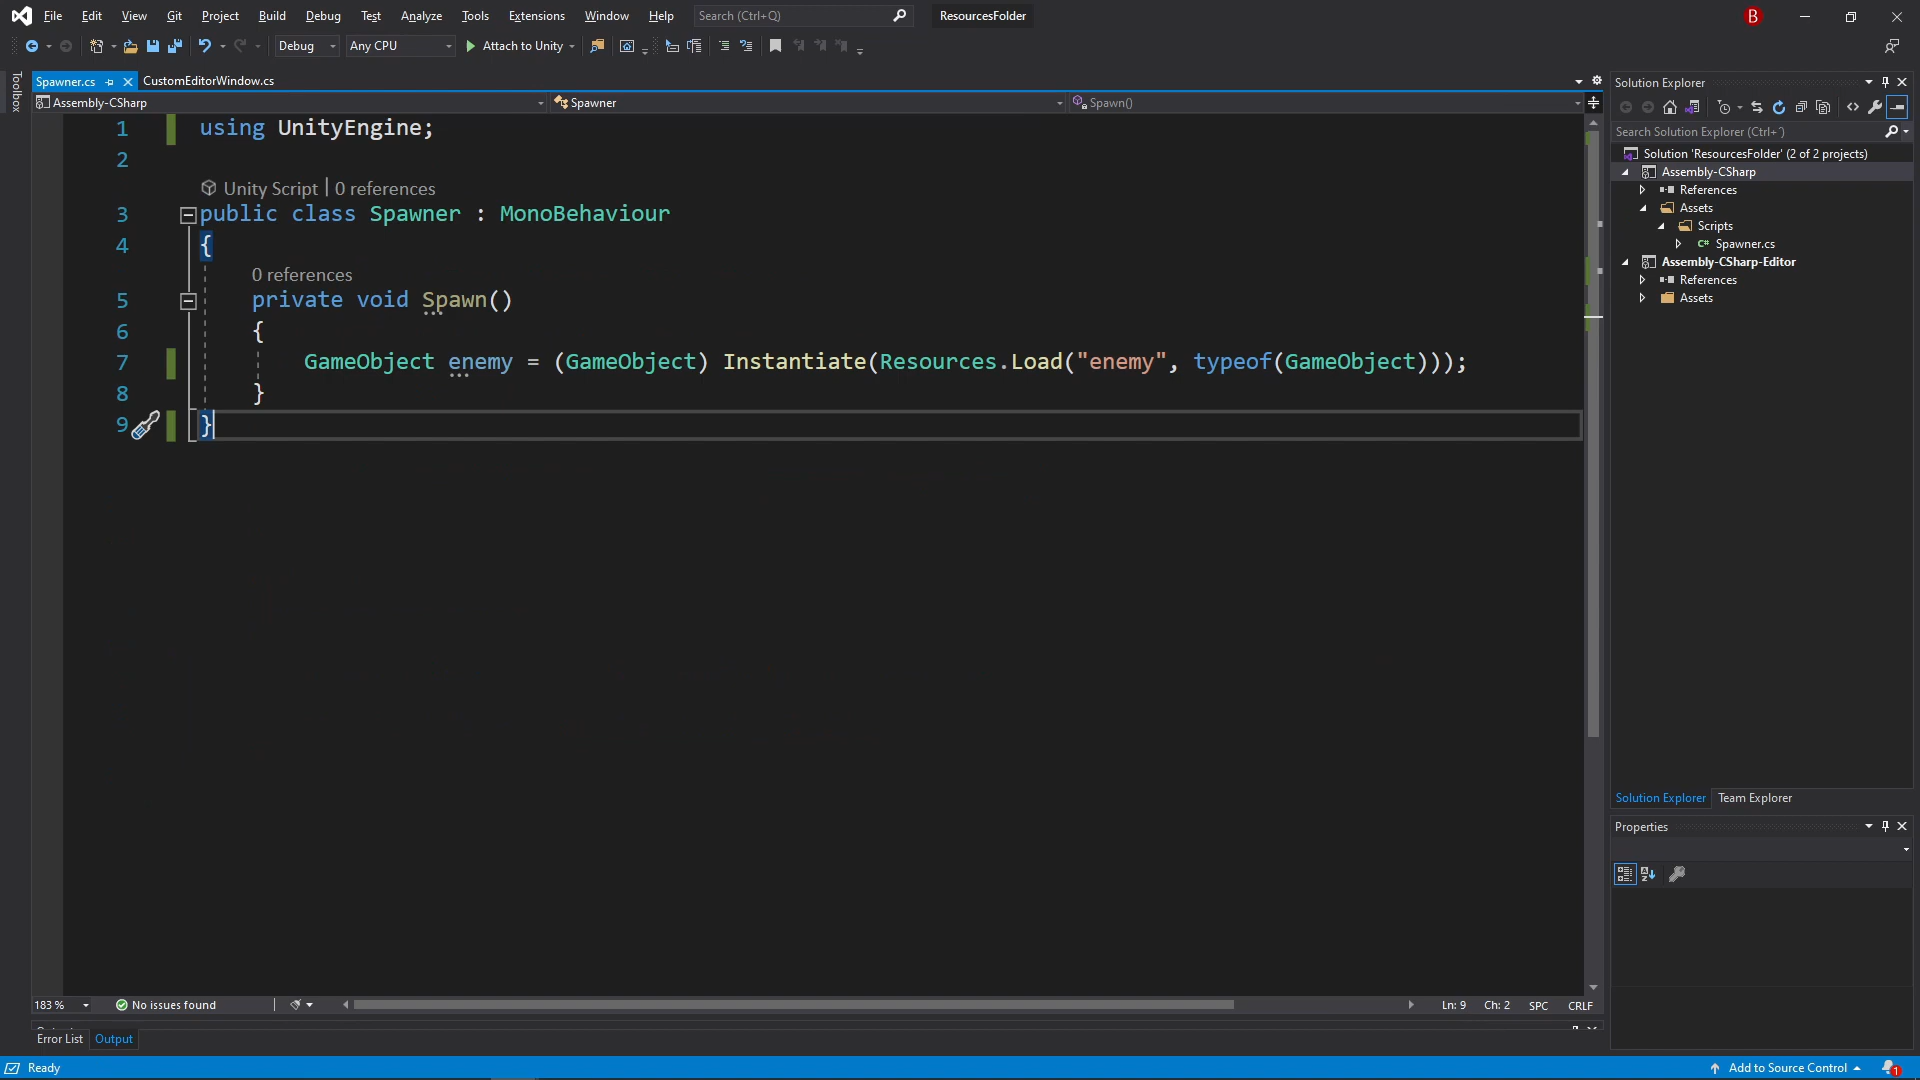 File Edit View Git Project Build Debug Test Analyze Tools Extensions Window Help Search (Ctrl+Q) ResourcesFolder B
Debug Any CPU Attach to Unity
Toolbox
Spawner.cs CustomEditorWindow.cs
Assembly-CSharp Spawner Spawn()
1 using UnityEngine;
2
Unity Script | 0 references
3 public class Spawner : MonoBehaviour
4 {
0 references
5 private void Spawn()
6 {
7 GameObject enemy = (GameObject) Instantiate(Resources.Load("enemy", typeof(GameObject)));
8 }
9 }
183 % No issues found Ln: 9 Ch: 2 SPC CRLF
Error List Output
Ready
Solution Explorer
Search Solution Explorer (Ctrl+´)
Solution 'ResourcesFolder' (2 of 2 projects)
Assembly-CSharp
References
Assets
Scripts
C# Spawner.cs
Assembly-CSharp-Editor
References
Assets
Solution Explorer Team Explorer
Properties
Add to Source Control 1